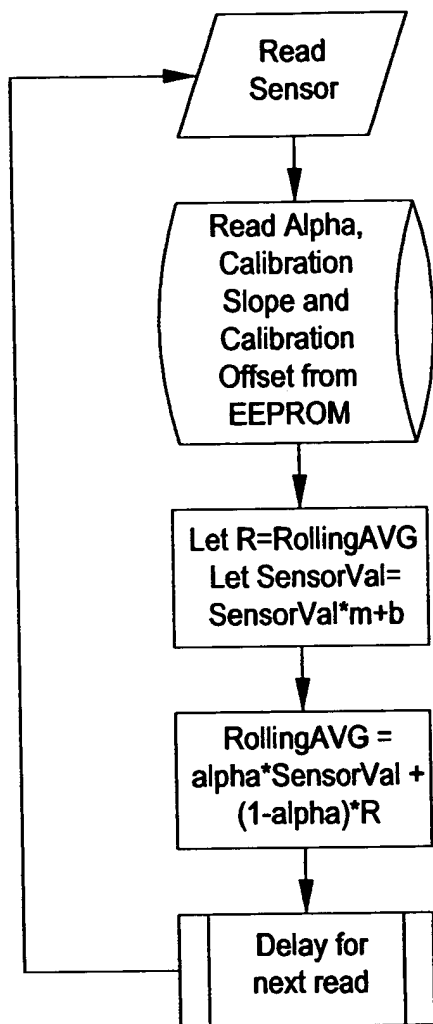 Read
Sensor
Read Alpha,
Calibration
Slope and
Calibration
Offset from
EEPROM
Let R=RollingAVG
Let SensorVal=
SensorVal*m+b
RollingAVG =
alpha*SensorVal +
(1-alpha)*R
Delay for
next read